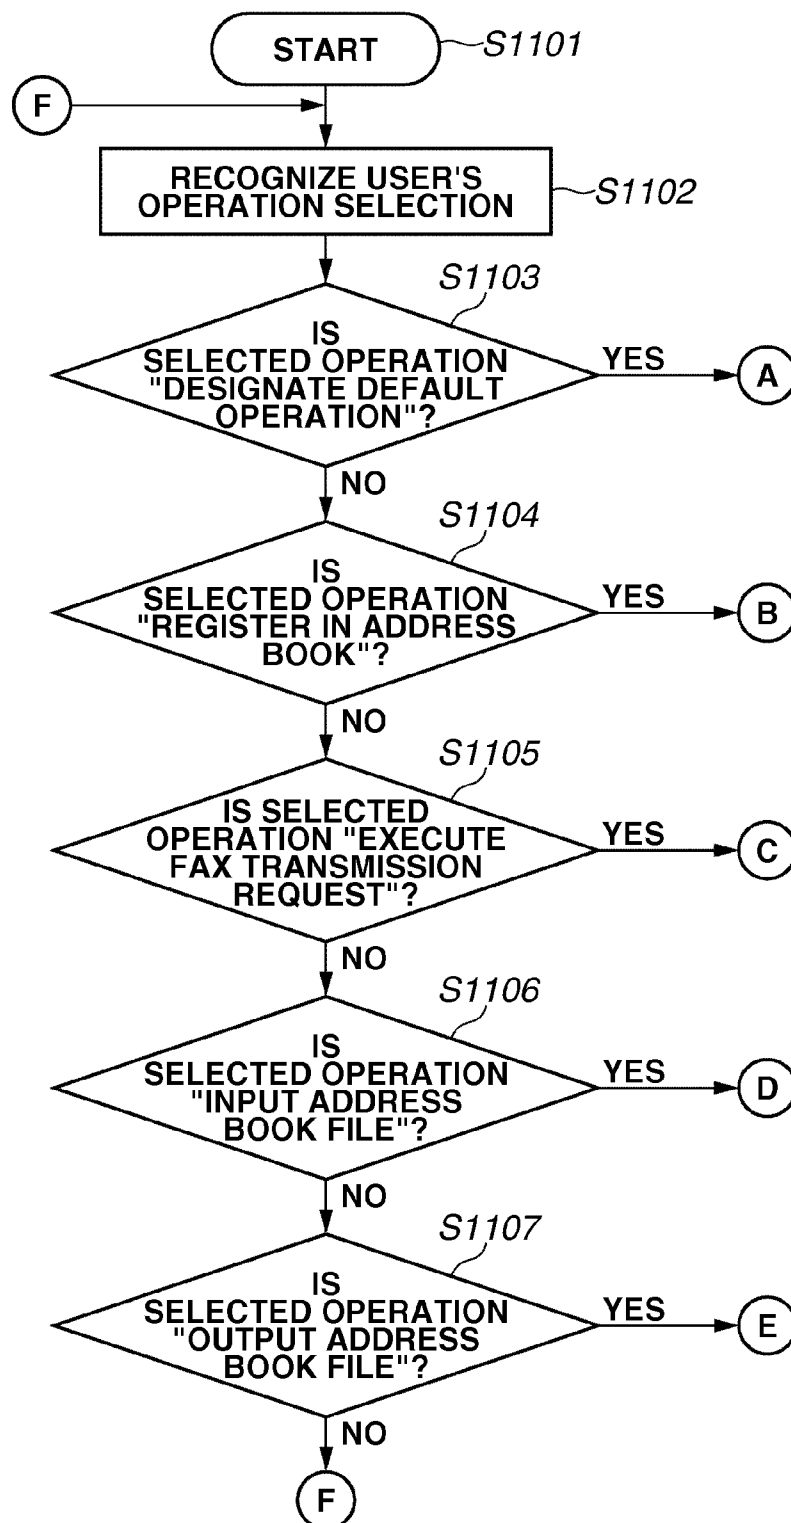 START
S1101
F
RECOGNIZE USER'S
OPERATION SELECTION
S1102
S1103
IS
SELECTED OPERATION
"DESIGNATE DEFAULT
OPERATION"?
YES
A
NO
S1104
IS
SELECTED OPERATION
"REGISTER IN ADDRESS
BOOK"?
YES
B
NO
S1105
IS SELECTED
OPERATION "EXECUTE
FAX TRANSMISSION
REQUEST"?
YES
C
NO
S1106
IS
SELECTED OPERATION
"INPUT ADDRESS
BOOK FILE"?
YES
D
NO
S1107
IS
SELECTED OPERATION
"OUTPUT ADDRESS
BOOK FILE"?
YES
E
NO
F